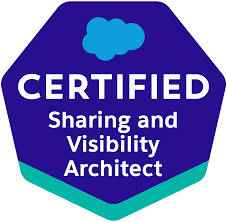 CERTIFIED
Sharing and
Visibility
Architect